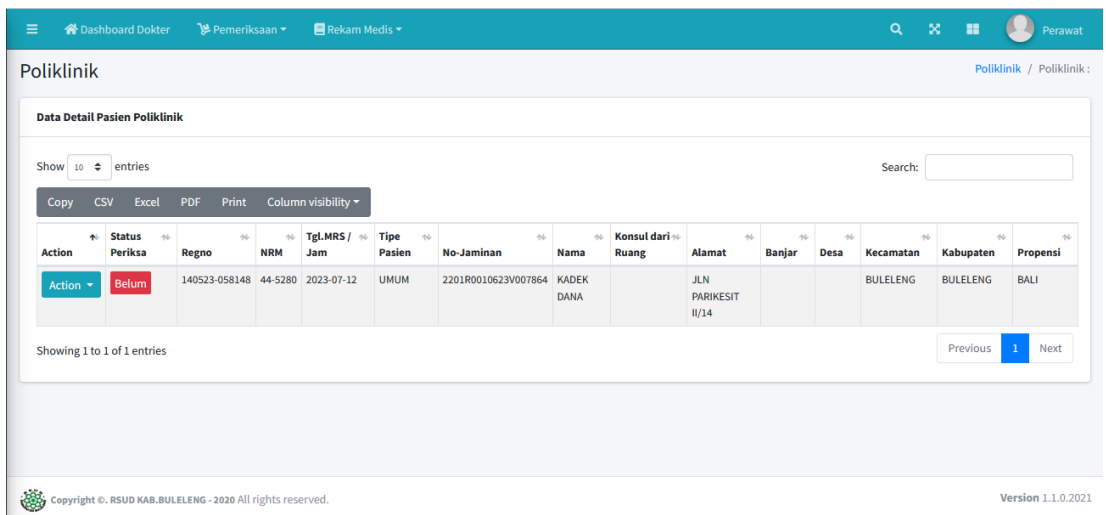 Dashboard Dokter Pemeriksaan Rekam Medis Perawat
Poliklinik Poliklinik / Poliklinik :
Data Detail Pasien Poliklinik
Show 10 entries Search:
Copy CSV Excel PDF Print Column visibility
Action Status Periksa Regno NRM Tgl.MRS / Jam Tipe Pasien No-Jaminan Nama Konsul dari Ruang Alamat Banjar Desa Kecamatan Kabupaten Propensi
Action Belum 140523-058148 44-5280 2023-07-12 UMUM 2201R0010623V007864 KADEK DANA JLN PARIKESIT II/14 BULELENG BULELENG BALI
Showing 1 to 1 of 1 entries Previous 1 Next
Copyright ©. RSUD KAB.BULELENG - 2020 All rights reserved. Version 1.1.0.2021